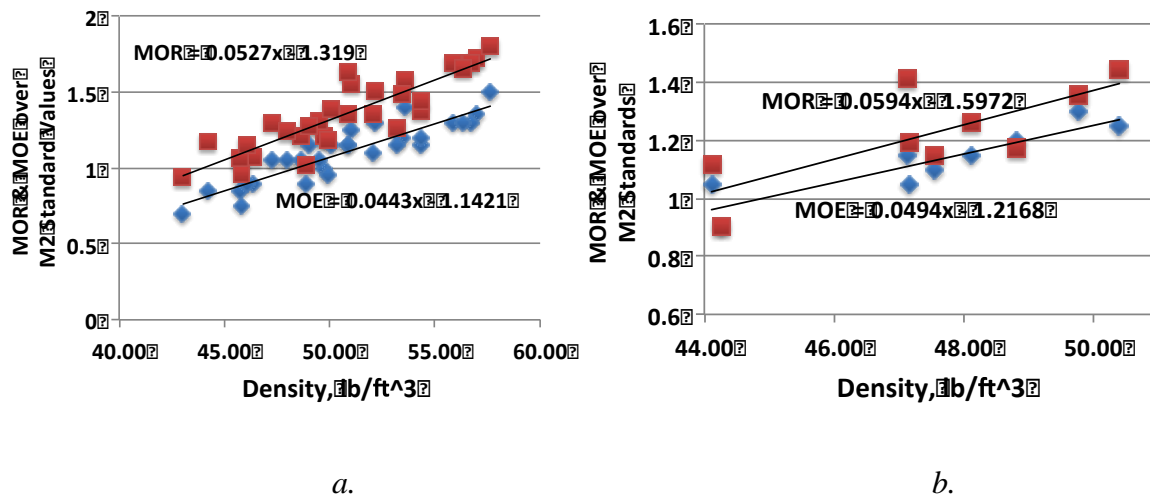 2
1.5
1
0.5
0
MOR = 0.0527x - 1.319
MOE = 0.0443x - 1.1421
MOR & MOE over
M2 Standard Values
40.00 45.00 50.00 55.00 60.00
Density, lb/ft^3
a.
1.6
1.4
1.2
1
0.8
0.6
MOR = 0.0594x - 1.5972
MOE = 0.0494x - 1.2168
MOR & MOE over
M2 Standards
44.00 46.00 48.00 50.00
Density, lb/ft^3
b.